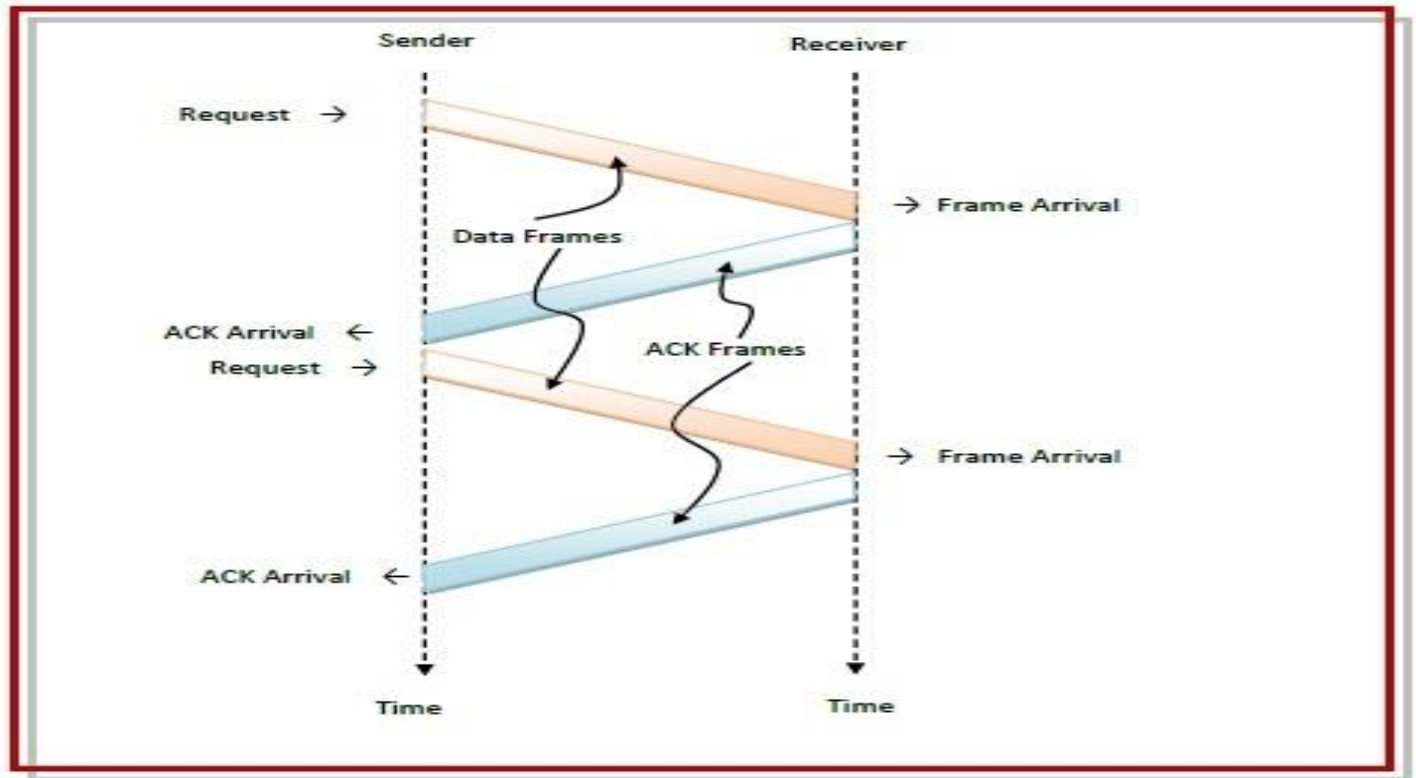 Sender
Receiver
Request →
→ Frame Arrival
Data Frames
ACK Arrival ←
ACK Frames
Request →
→ Frame Arrival
ACK Arrival ←
Time
Time